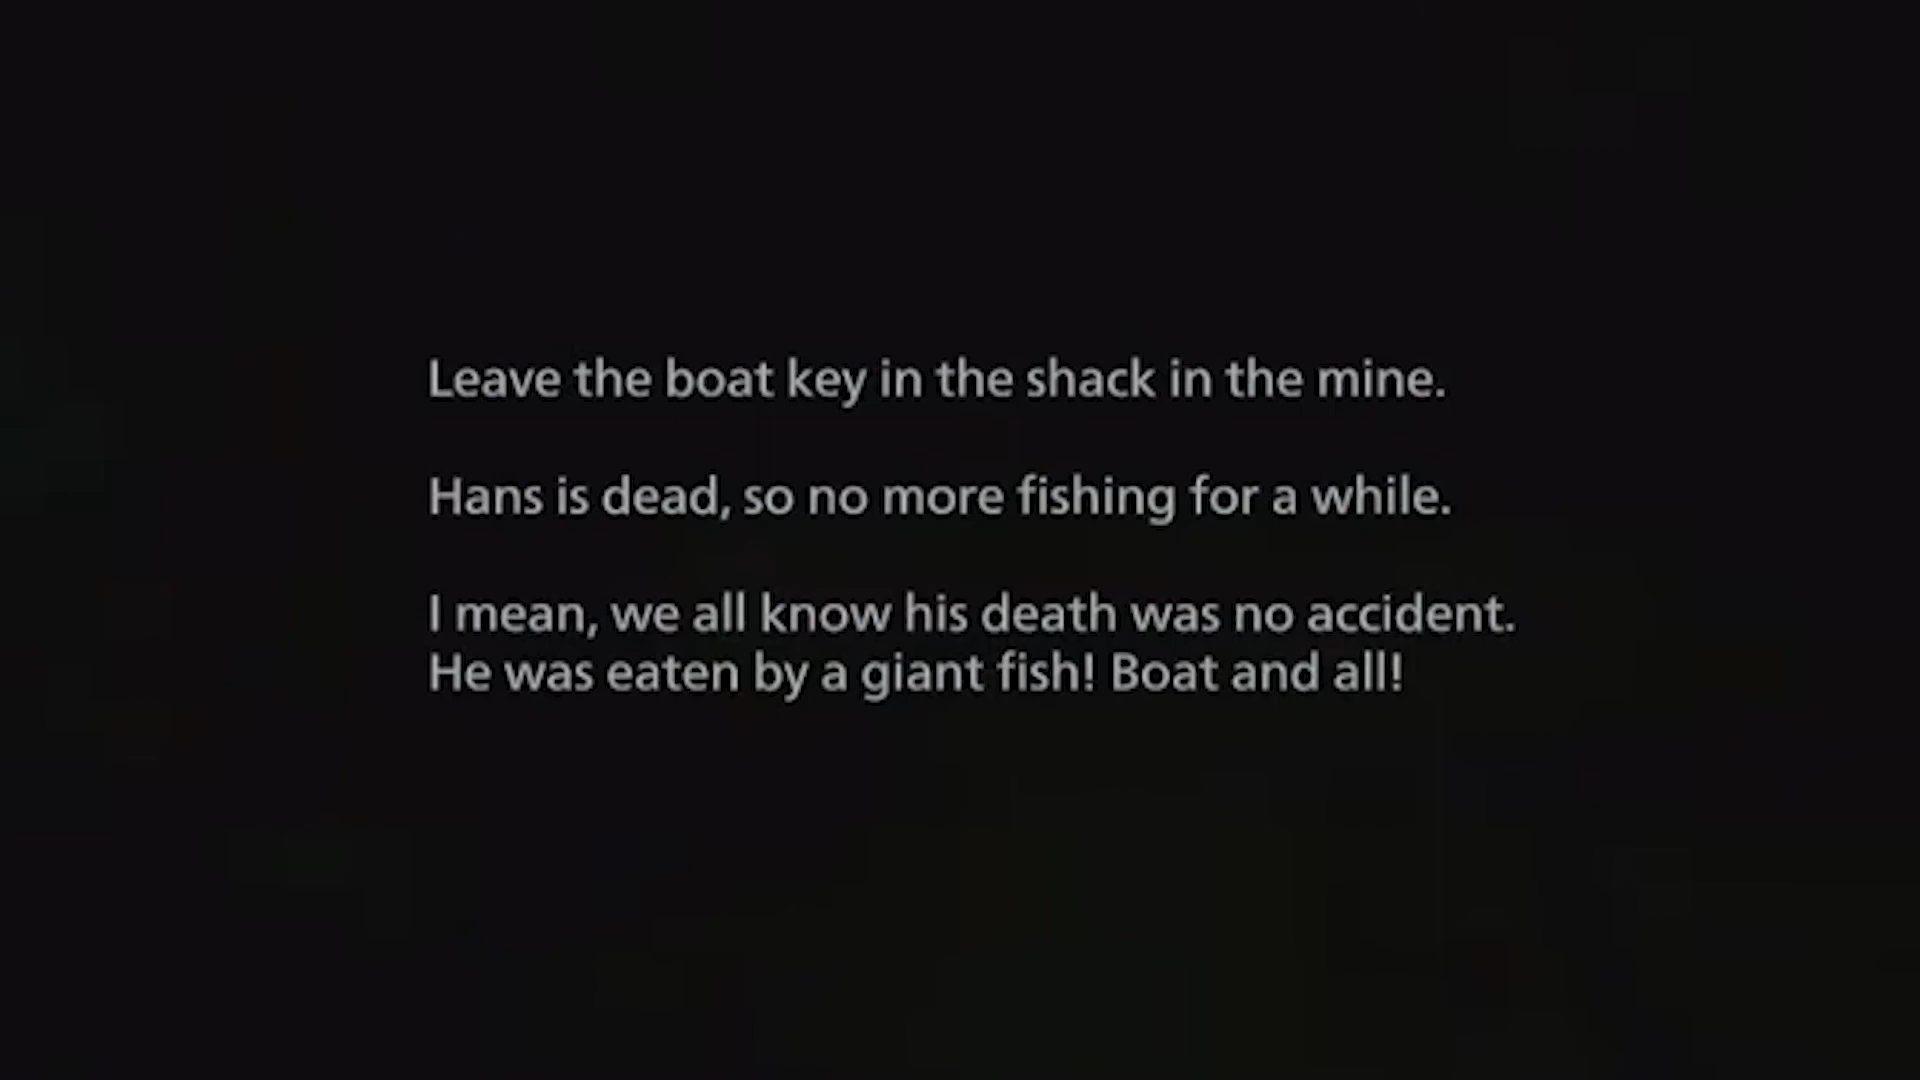 Leave the boat key in the shack in the mine.
Hans is dead, so no more fishing for a while.
I mean, we all know his death was no accident.
He was eaten by a giant fish! Boat and all!